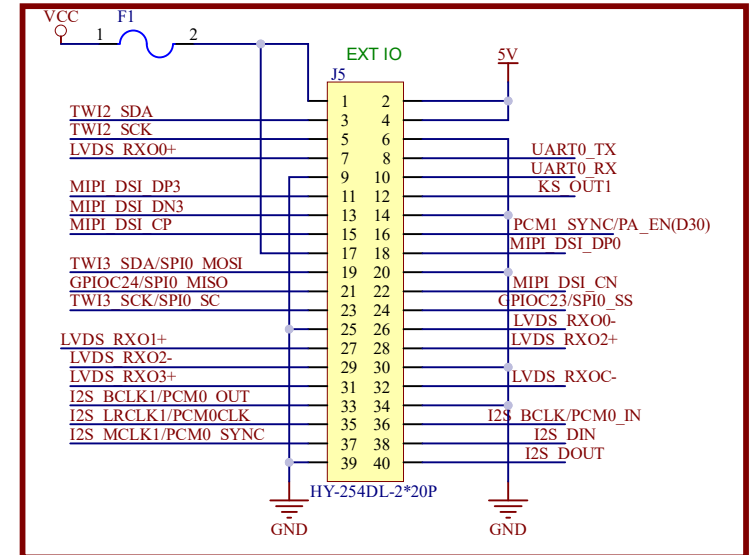 VCC
F1
1 2
EXT IO
5V
J5
1 2
TWI2_SDA 3 4
TWI2_SCK 5 6
LVDS_RXO0+ 7 8 UART0_TX
9 10 UART0_RX
MIPI_DSI_DP3 11 12 KS_OUT1
MIPI_DSI_DN3 13 14
MIPI_DSI_CP 15 16 PCM1_SYNC/PA_EN(D30)
17 18 MIPI_DSI_DP0
TWI3_SDA/SPI0_MOSI 19 20
GPIOC24/SPI0_MISO 21 22 MIPI_DSI_CN
TWI3_SCK/SPI0_SC 23 24 GPIOC23/SPI0_SS
25 26 LVDS_RXO0-
LVDS_RXO1+ 27 28 LVDS_RXO2+
LVDS_RXO2- 29 30
LVDS_RXO3+ 31 32 LVDS_RXOC-
I2S_BCLK1/PCM0_OUT 33 34
I2S_LRCLK1/PCM0CLK 35 36 I2S_BCLK/PCM0_IN
I2S_MCLK1/PCM0_SYNC 37 38 I2S_DIN
39 40 I2S_DOUT
HY-254DL-2*20P
GND GND